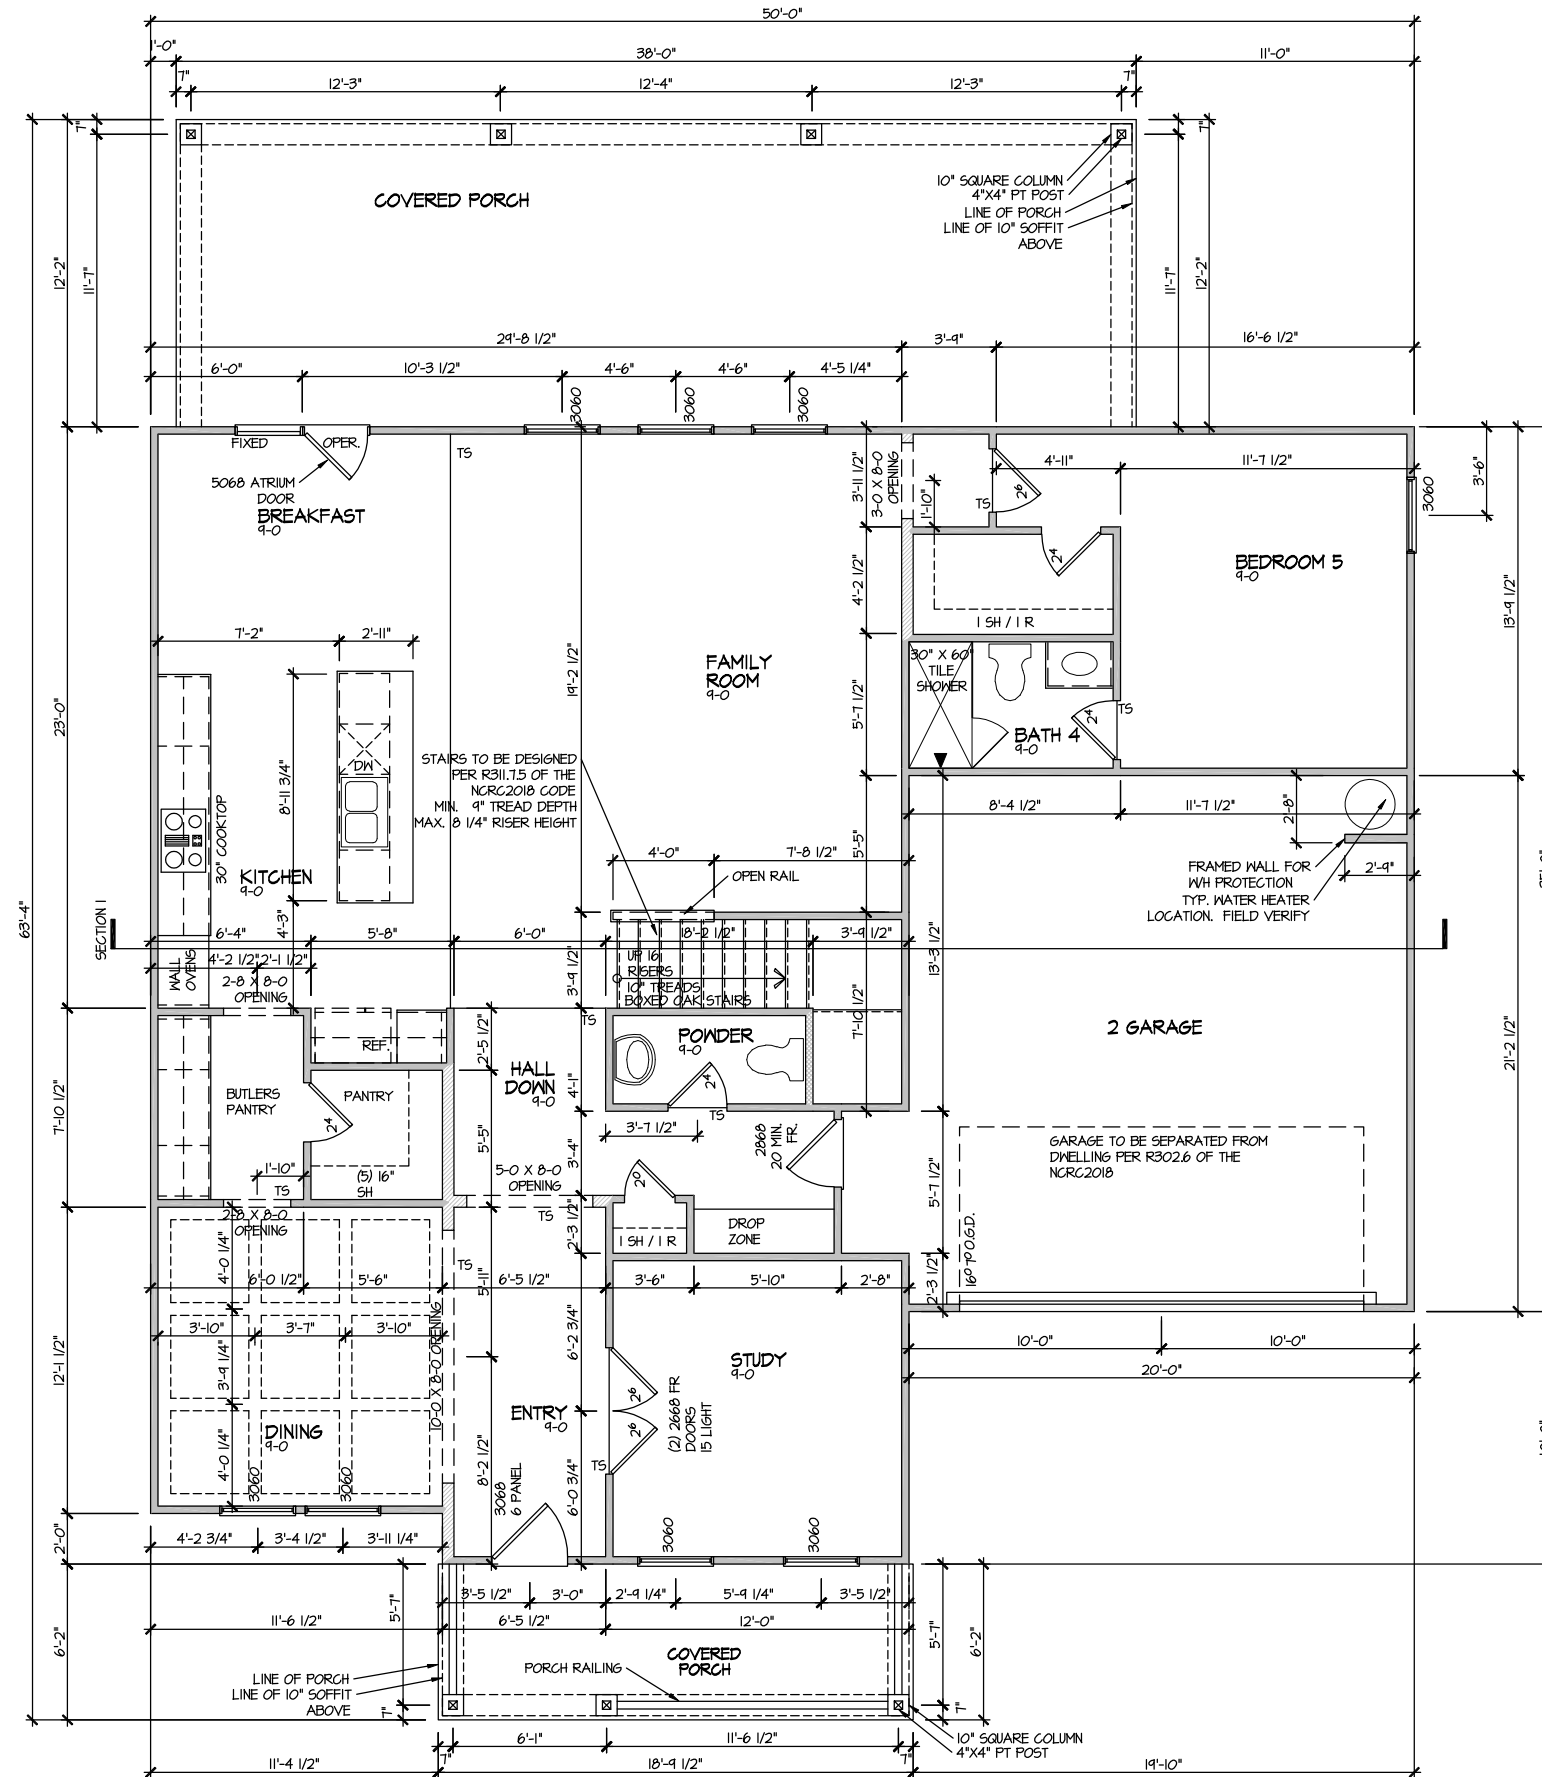 50'-0"
1'-0"
38'-0"
11'-0"
7"
12'-3"
12'-4"
12'-3"
7"
7"
7"
COVERED PORCH
10" SQUARE COLUMN
4"X4" PT POST
LINE OF PORCH
LINE OF 10" SOFFIT
ABOVE
12'-2"
11'-7"
11'-7"
12'-2"
29'-8 1/2"
3'-9"
16'-6 1/2"
6'-0"
10'-3 1/2"
4'-6"
4'-6"
4'-5 1/4"
3060
3060
3060
FIXED
OPER.
TS
5068 ATRIUM
DOOR
BREAKFAST
9-0
3'-11 1/2"
3-0 X 8-0
OPENING
1'-10"
TS
2⁶
4'-11"
11'-7 1/2"
3060
3'-6"
2⁴
BEDROOM 5
9-0
4'-2 1/2"
1 SH / 1 R
13'-9 1/2"
7'-2"
2'-11"
FAMILY
ROOM
9-0
19'-2 1/2"
23'-0"
30" X 60"
TILE
SHOWER
5'-7 1/2"
2⁴
TS
BATH 4
9-0
STAIRS TO BE DESIGNED
PER R311.7.5 OF THE
NCRC2018 CODE
MIN. 9" TREAD DEPTH
MAX. 8 1/4" RISER HEIGHT
DW
8'-11 3/4"
30" COOKTOP
KITCHEN
9-0
8'-4 1/2"
11'-7 1/2"
2'-8"
5'-5"
4'-0"
7'-8 1/2"
OPEN RAIL
FRAMED WALL FOR
W/H PROTECTION
TYP. WATER HEATER
LOCATION. FIELD VERIFY
2'-9"
63'-4"
SECTION 1
6'-4"
4'-3"
5'-8"
6'-0"
8'-2 1/2"
3'-9 1/2"
13'-3 1/2"
4'-2 1/2"
2'-1 1/2"
WALL
OVENS
2-8 X 8-0
OPENING
3'-9 1/2"
UP 16
RISERS
10" TREADS
BOXED OAK STAIRS
TS
7'-10 1/2"
2 GARAGE
21'-2 1/2"
REF.
2'-5 1/2"
HALL
DOWN
9-0
4'-1"
POWDER
9-0
2⁴
TS
7'-10 1/2"
BUTLERS
PANTRY
PANTRY
2⁴
5'-5"
3'-7 1/2"
3'-4"
2868
20 MIN.
FR.
GARAGE TO BE SEPARATED FROM
DWELLING PER R302.6 OF THE
NCRC2018
1'-10"
TS
(5) 16"
SH
5-0 X 8-0
OPENING
TS
2⁰
5'-7 1/2"
2-8 X 8-0
OPENING
4'-0 1/4"
2'-3 1/2"
1 SH / 1 R
DROP
ZONE
TS
16⁰ 7⁰ O.G.D.
2'-3 1/2"
6'-0 1/2"
5'-6"
5'-11"
6'-5 1/2"
3'-6"
5'-10"
2'-8"
3'-10"
3'-7"
3'-10"
10-0 X 8-0 OPENING
6'-2 3/4"
10'-0"
10'-0"
20'-0"
12'-1 1/2"
3'-9 1/4"
STUDY
9-0
2⁶
2⁶
(2) 2668 FR
DOORS
15 LIGHT
ENTRY
9-0
DINING
9-0
4'-0 1/4"
3060
3060
8'-2 1/2"
3068
6 PANEL
TS
6'-0 3/4"
3060
3060
4'-2 3/4"
3'-4 1/2"
3'-11 1/4"
2'-0"
3'-5 1/2"
3'-0"
2'-9 1/4"
5'-9 1/4"
3'-5 1/2"
5'-7"
11'-6 1/2"
6'-5 1/2"
12'-0"
6'-2"
5'-7"
6'-2"
COVERED
PORCH
PORCH RAILING
LINE OF PORCH
LINE OF 10" SOFFIT
ABOVE
7"
7"
10" SQUARE COLUMN
4"X4" PT POST
7"
6'-1"
11'-6 1/2"
7"
11'-4 1/2"
18'-9 1/2"
19'-10"